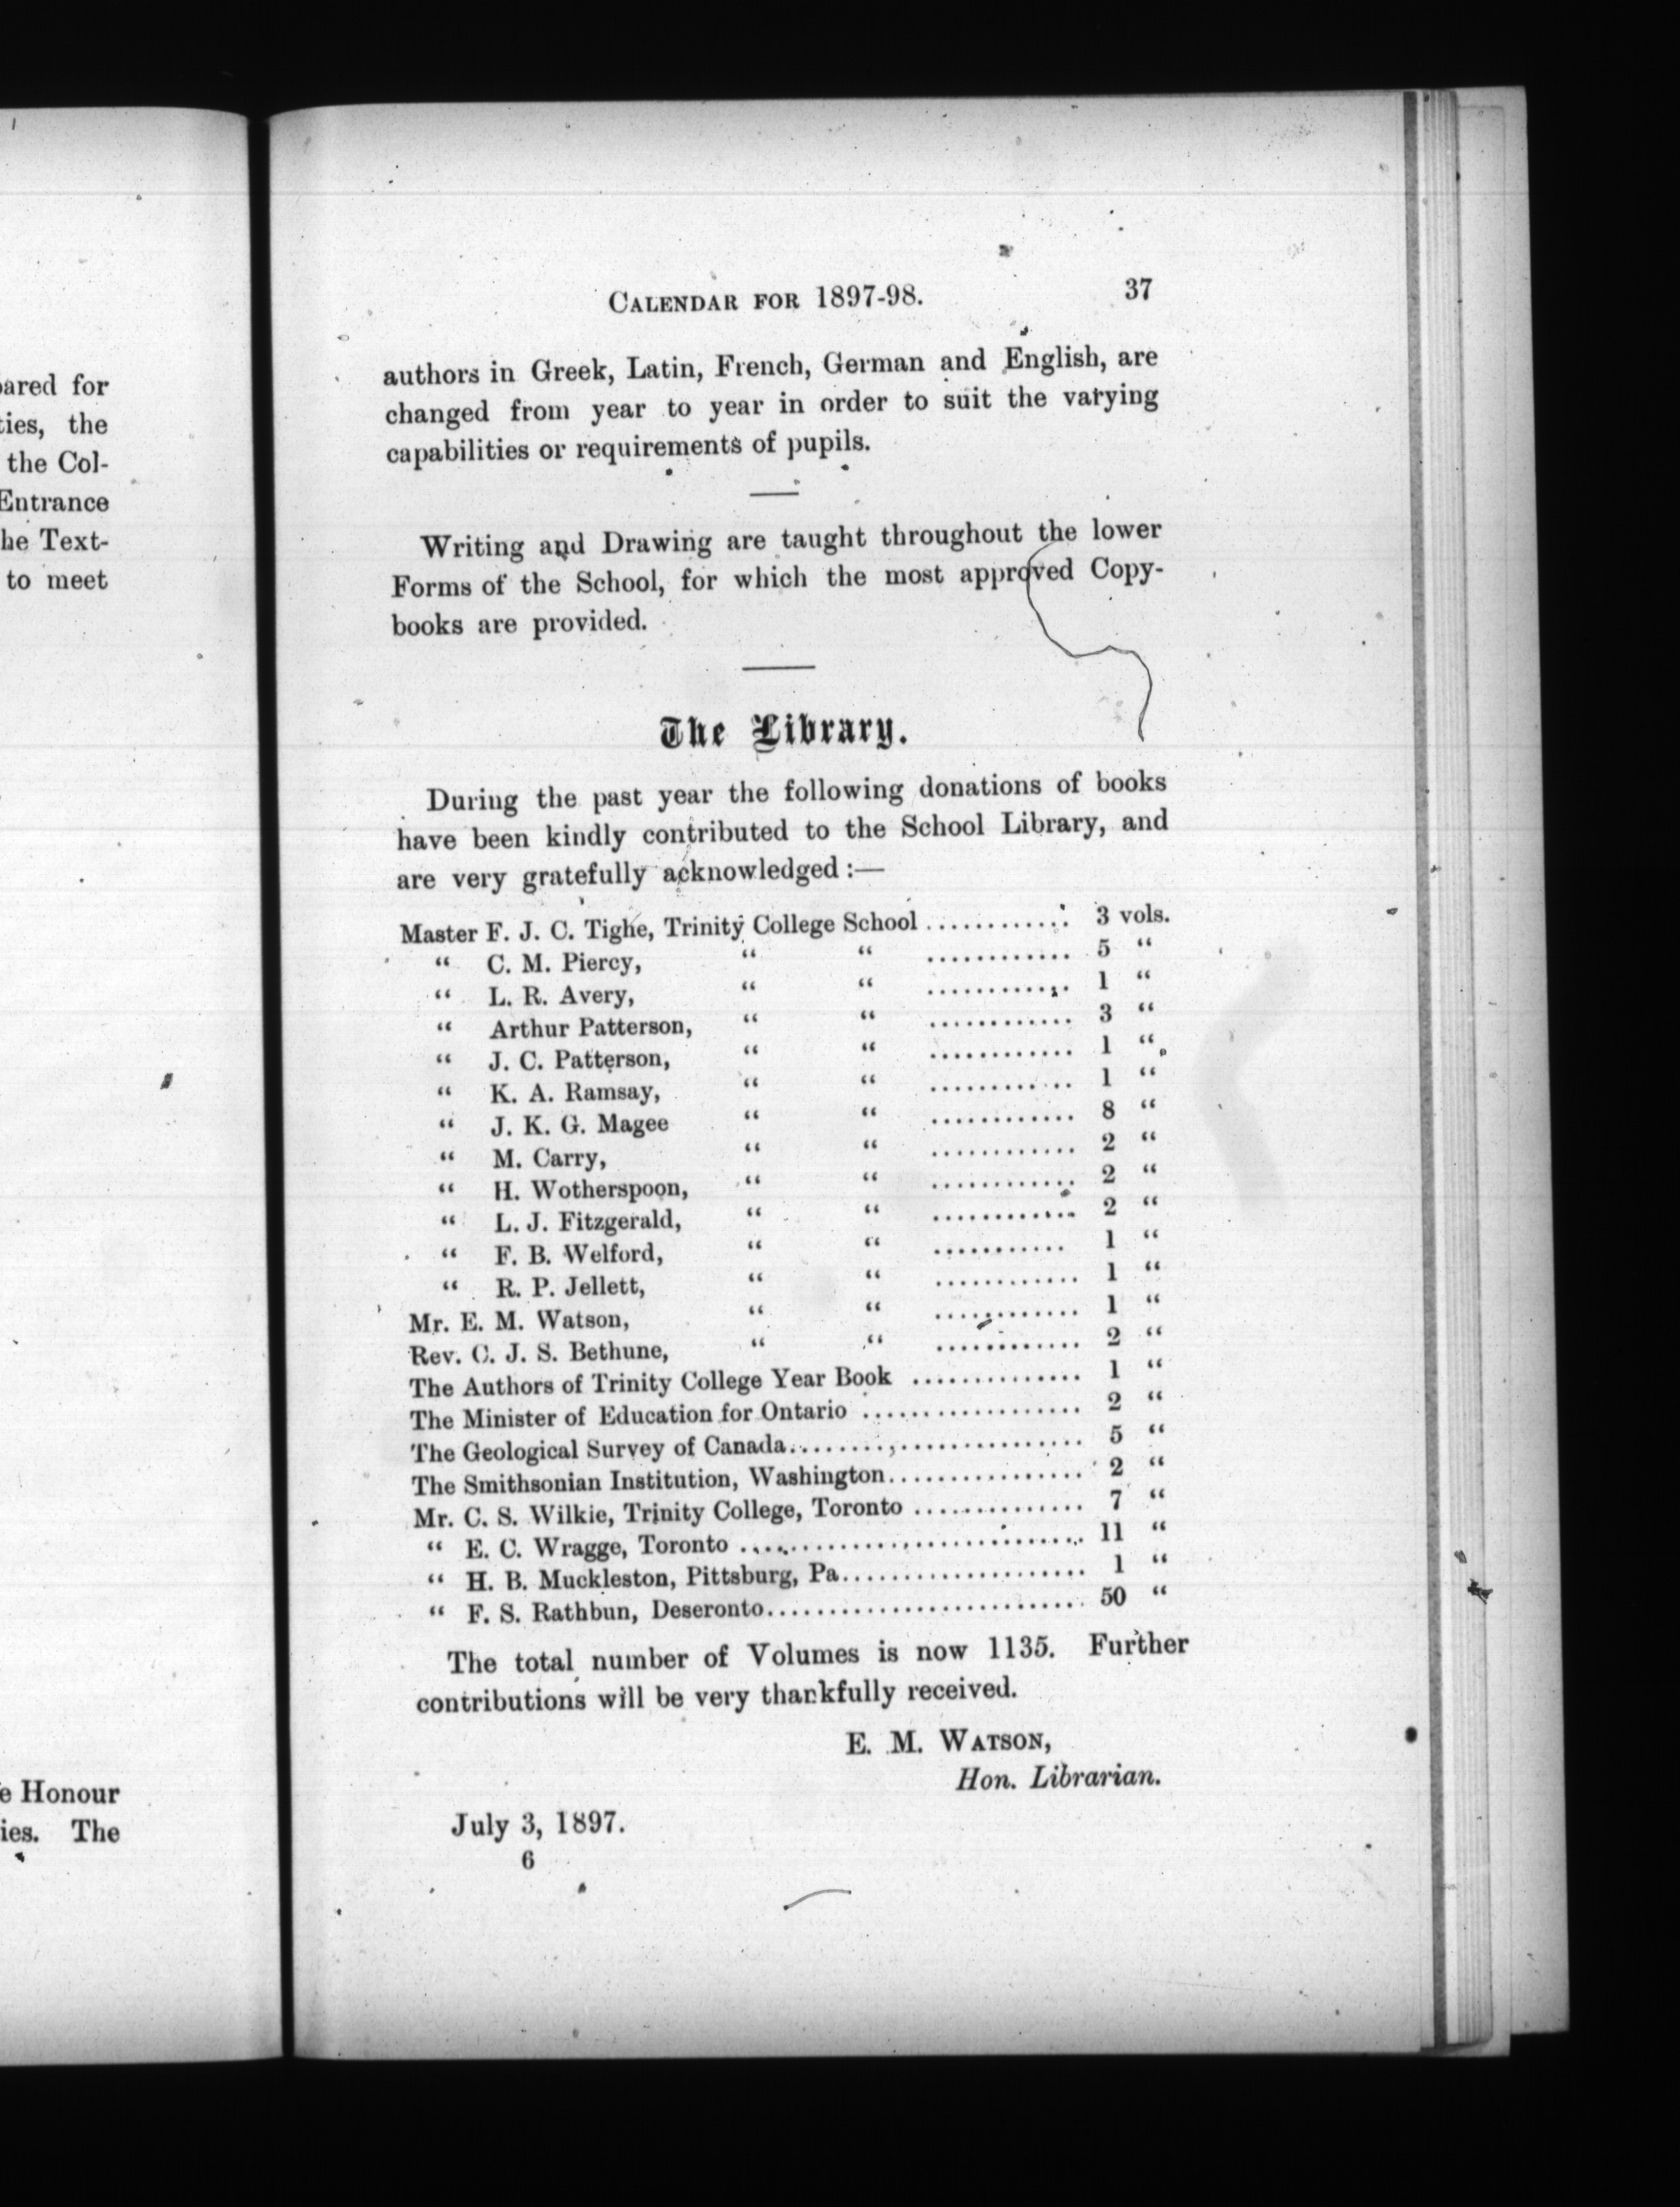 pared for
ties, the
the Col-
Entrance
the Text-
to meet
e Honour
ies. The
CALENDAR FOR 1897-98. 37
authors in Greek, Latin, French, German and English, are
changed from year to year in order to suit the varying
capabilities or requirements of pupils.
Writing and Drawing are taught throughout the lower
Forms of the School, for which the most approved Copy-
books are provided.
The Library.
During the past year the following donations of books
have been kindly contributed to the School Library, and
are very gratefully acknowledged :—
Master F. J. C. Tighe, Trinity College School ............ 3 vols.
“ C. M. Piercy, “ “ ............ 5 “
“ L. R. Avery, “ “ ............ 1 “
“ Arthur Patterson, “ “ ............ 3 “
“ J. C. Patterson, “ “ ............ 1 “
“ K. A. Ramsay, “ “ ............ 1 “
“ J. K. G. Magee “ “ ............ 8 “
“ M. Carry, “ “ ............ 2 “
“ H. Wotherspoon, “ “ ............ 2 “
“ L. J. Fitzgerald, “ “ ............ 2 “
“ F. B. Welford, “ “ ........... 1 “
“ R. P. Jellett, “ “ ............ 1 “
Mr. E. M. Watson, “ “ ............ 1 “
Rev. C. J. S. Bethune, “ “ ............ 2 “
The Authors of Trinity College Year Book .............. 1 “
The Minister of Education for Ontario .................. 2 “
The Geological Survey of Canada........................ 5 “
The Smithsonian Institution, Washington................ 2 “
Mr. C. S. Wilkie, Trinity College, Toronto .............. 7 “
“ E. C. Wragge, Toronto ............................ 11 “
“ H. B. Muckleston, Pittsburg, Pa.................... 1 “
“ F. S. Rathbun, Deseronto.......................... 50 “
The total number of Volumes is now 1135. Further
contributions will be very thankfully received.
E. M. WATSON,
Hon. Librarian.
July 3, 1897.
6